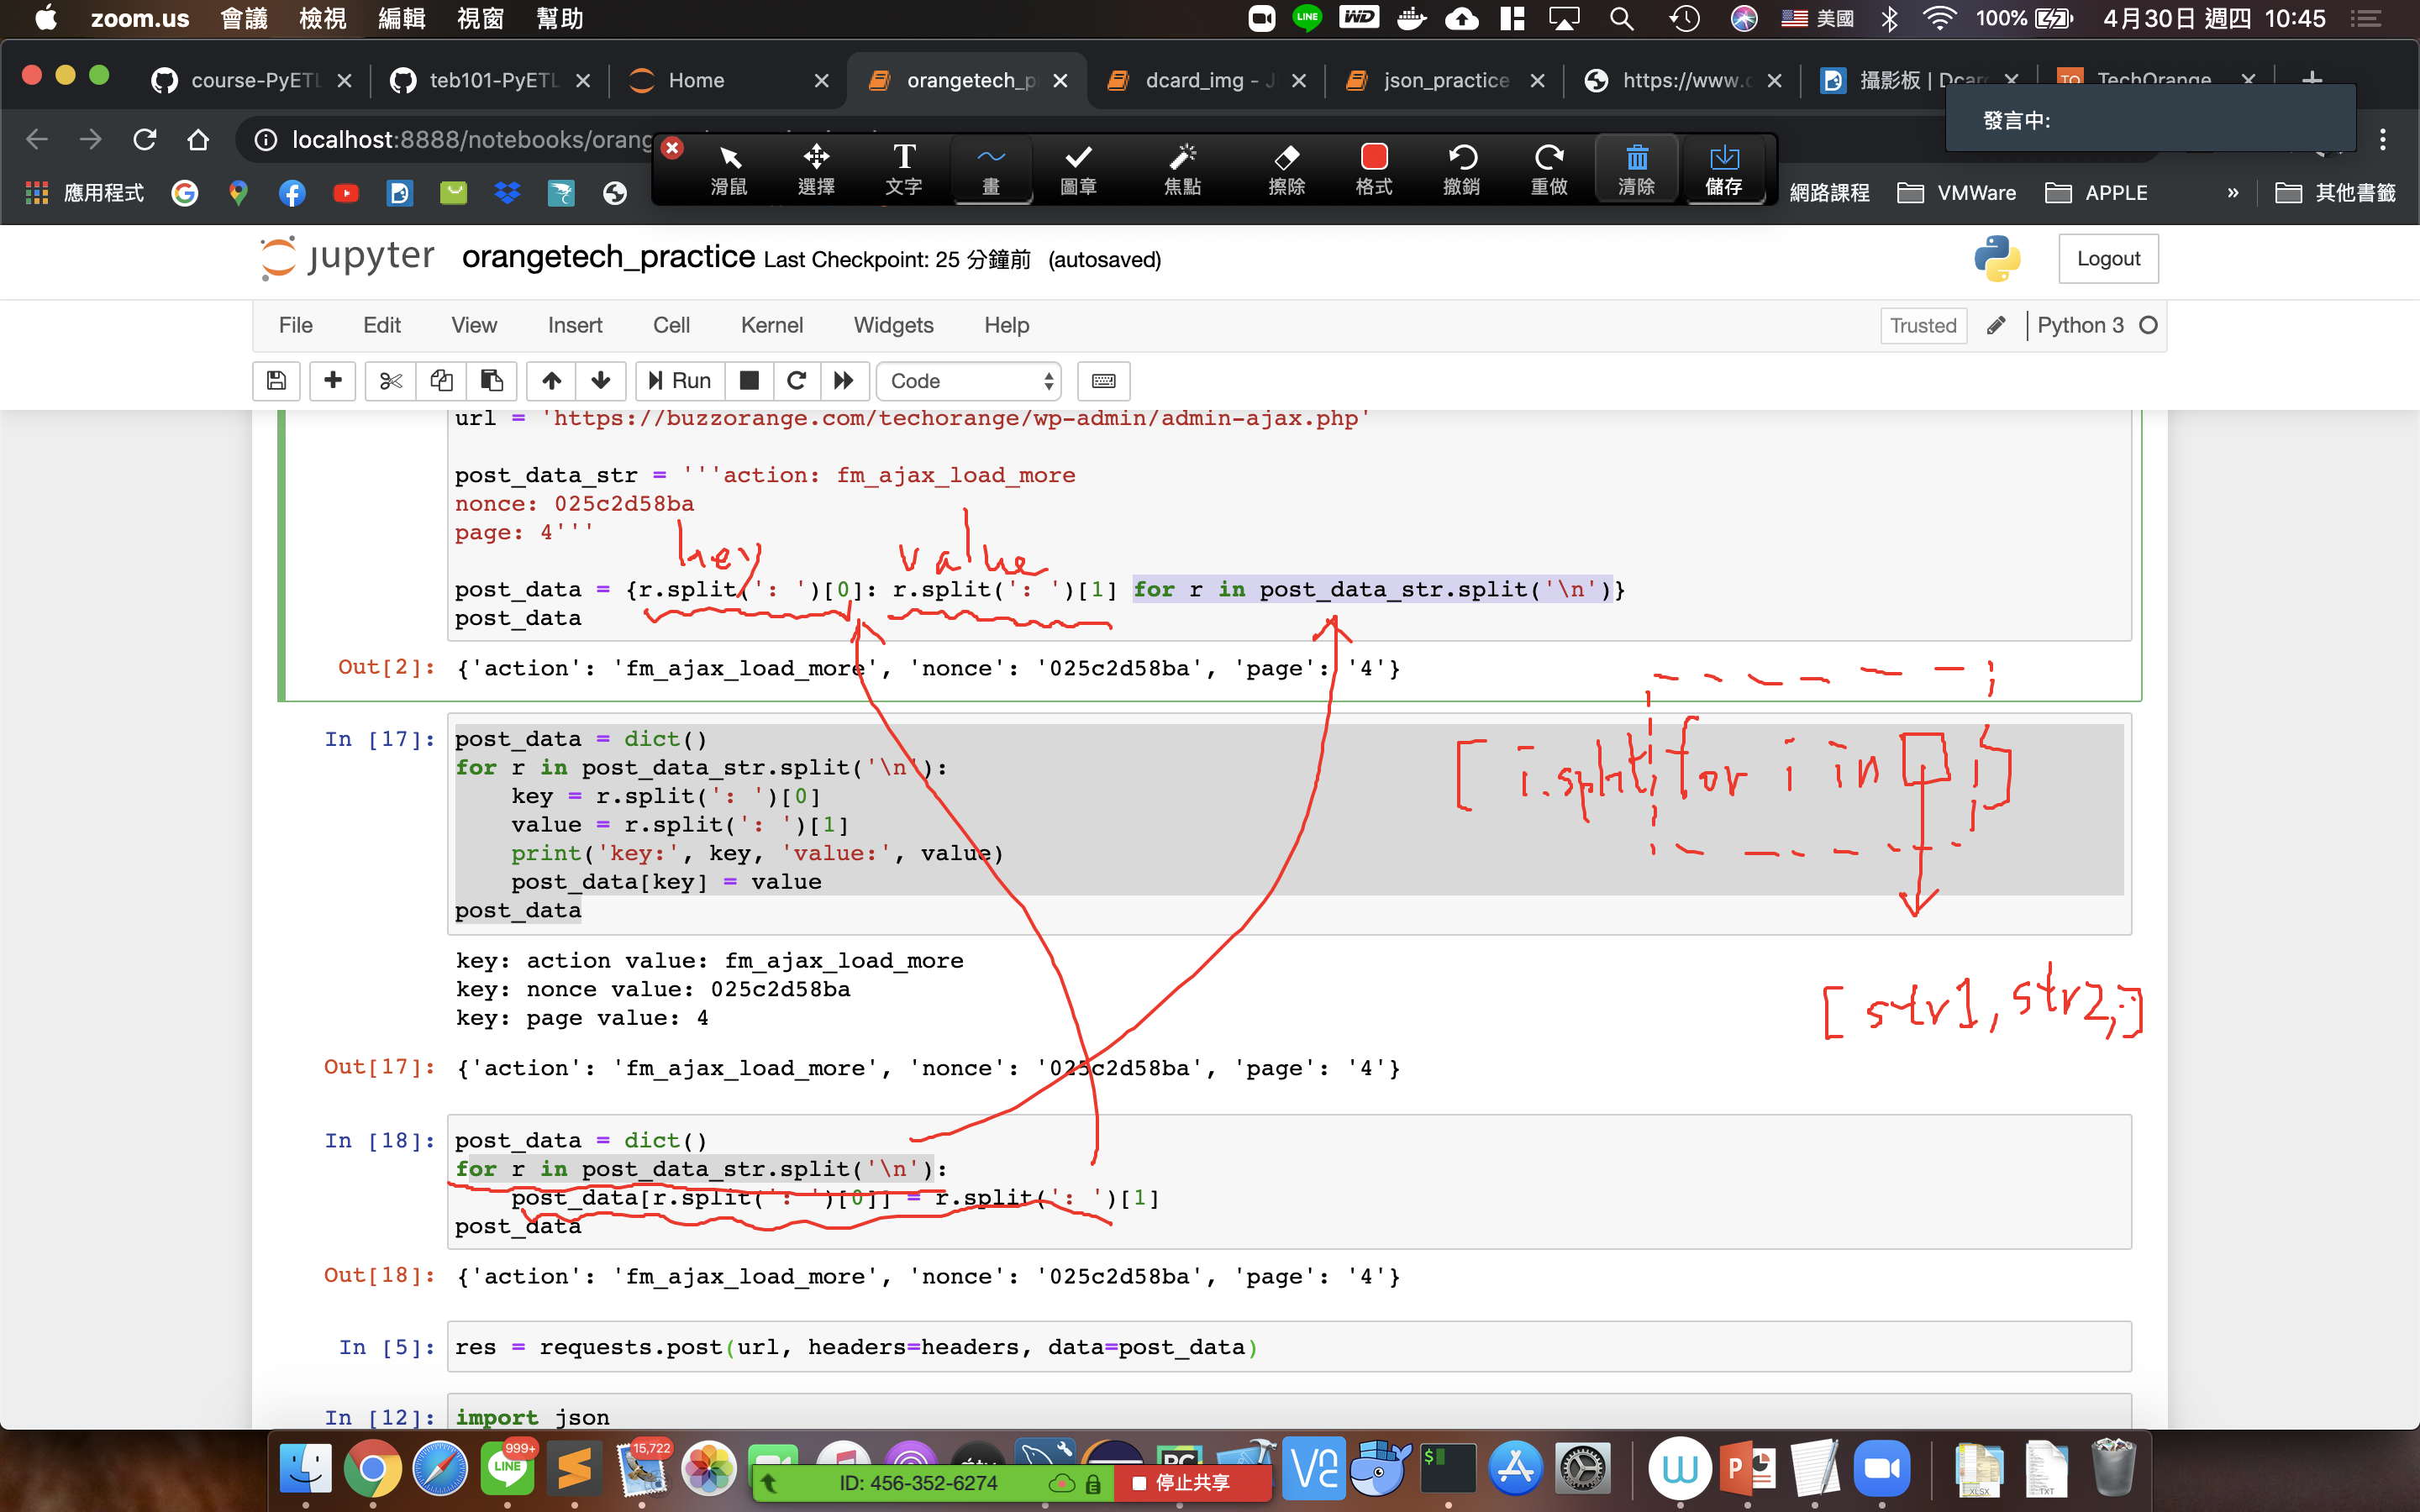 zoom.us 會議 檢視 編輯 視窗 幫助
LINE WD 美國 100% 4月30日 週四 10:45
course-PyETL teb101-PyETL Home orangetech_p dcard_img - J json_practice https://www.c 攝影板 | Dcar TechOrange
發言中:
localhost:8888/notebooks/orang
滑鼠 選擇 文字 畫 圖章 焦點 擦除 格式 撤銷 重做 清除 儲存
應用程式 網路課程 VMWare APPLE » 其他書籤
jupyter orangetech_practice Last Checkpoint: 25 分鐘前 (autosaved)
Logout
File Edit View Insert Cell Kernel Widgets Help
Trusted Python 3
Run Code
url = 'https://buzzorange.com/techorange/wp-admin/admin-ajax.php'
post_data_str = '''action: fm_ajax_load_more
nonce: 025c2d58ba
page: 4'''
key value
post_data = {r.split(': ')[0]: r.split(': ')[1] for r in post_data_str.split('\n')}
post_data
Out[2]: {'action': 'fm_ajax_load_more', 'nonce': '025c2d58ba', 'page': '4'}
In [17]: post_data = dict()
for r in post_data_str.split('\n'):
key = r.split(': ')[0]
value = r.split(': ')[1]
print('key:', key, 'value:', value)
post_data[key] = value
post_data
[ i.split for i in ]
key: action value: fm_ajax_load_more
key: nonce value: 025c2d58ba
key: page value: 4
[ str1, str2, ]
Out[17]: {'action': 'fm_ajax_load_more', 'nonce': '025c2d58ba', 'page': '4'}
In [18]: post_data = dict()
for r in post_data_str.split('\n'):
post_data[r.split(': ')[0]] = r.split(': ')[1]
post_data
Out[18]: {'action': 'fm_ajax_load_more', 'nonce': '025c2d58ba', 'page': '4'}
In [5]: res = requests.post(url, headers=headers, data=post_data)
In [12]: import json
999+ 15,722
LINE
ID: 456-352-6274 停止共享
XLSX TXT